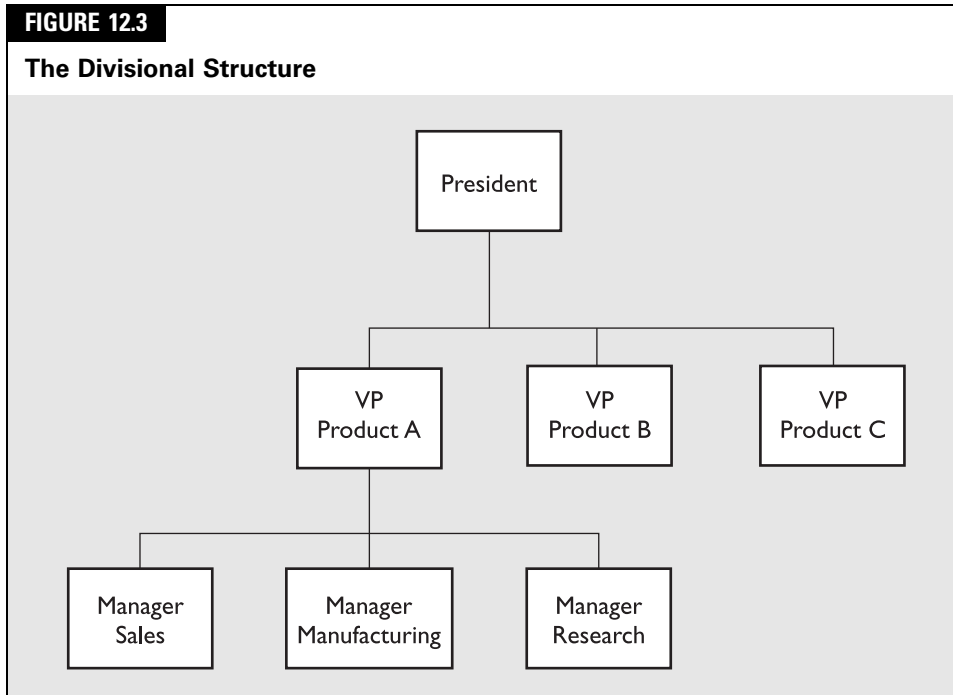 FIGURE 12.3
The Divisional Structure
President
VP
Product A
VP
Product B
VP
Product C
Manager
Sales
Manager
Manufacturing
Manager
Research